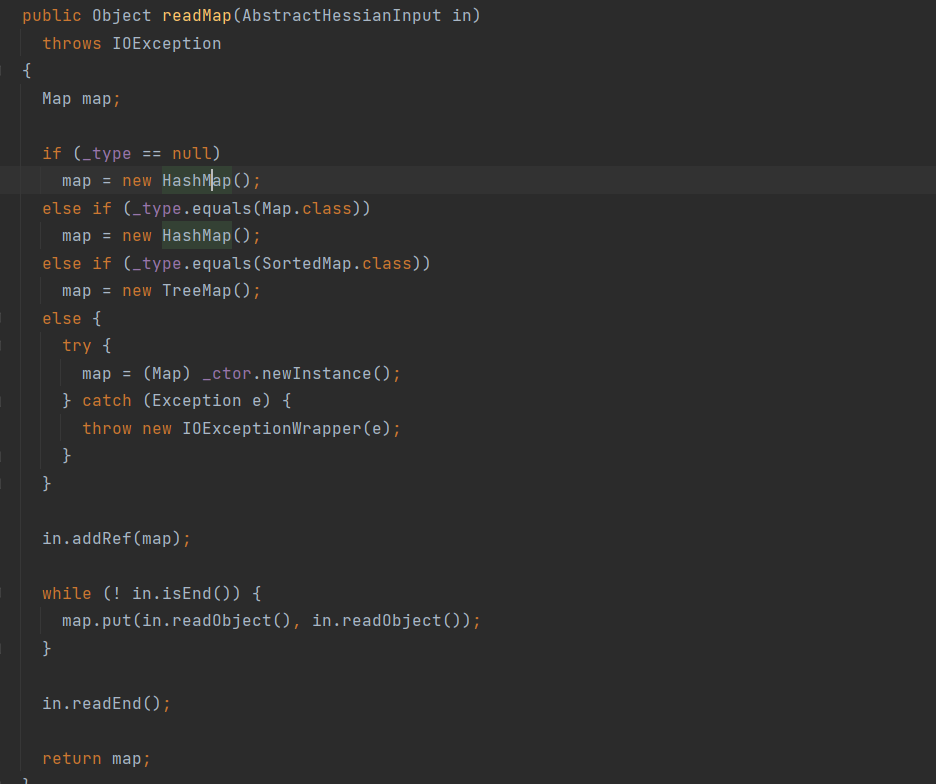 public Object readMap(AbstractHessianInput in)
throws IOException
{
Map map;
if (_type == null)
map = new HashMap();
else if (_type.equals(Map.class))
map = new HashMap();
else if (_type.equals(SortedMap.class))
map = new TreeMap();
else {
try {
map = (Map) _ctor.newInstance();
} catch (Exception e) {
throw new IOExceptionWrapper(e);
}
}
in.addRef(map);
while (! in.isEnd()) {
map.put(in.readObject(), in.readObject());
}
in.readEnd();
return map;
}